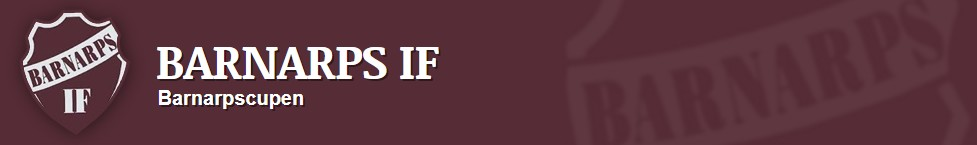 BARNARPS
IF
BARNARPS IF
Barnarpscupen
BARNARPS